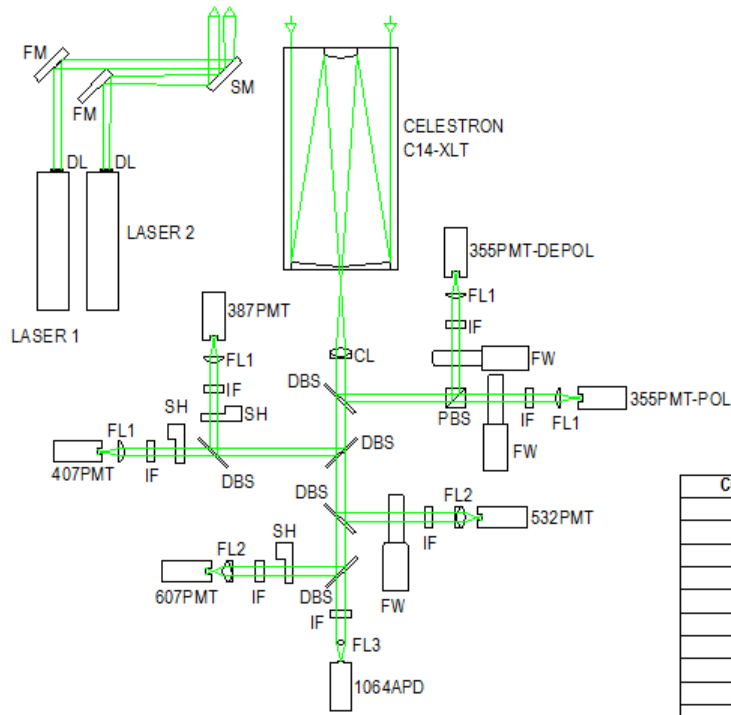 FM
SM
FM
DL
DL
LASER 2
LASER 1
CELESTRON
C14-XLT
355PMT-DEPOL
FL1
IF
FW
387PMT
FL1
IF
SH
SH
CL
DBS
PBS
FW
IF
FL1
355PMT-POL
FL1
407PMT
IF
DBS
DBS
DBS
FL2
IF
532PMT
FW
SH
FL2
607PMT
IF
DBS
IF
FL3
1064APD
C